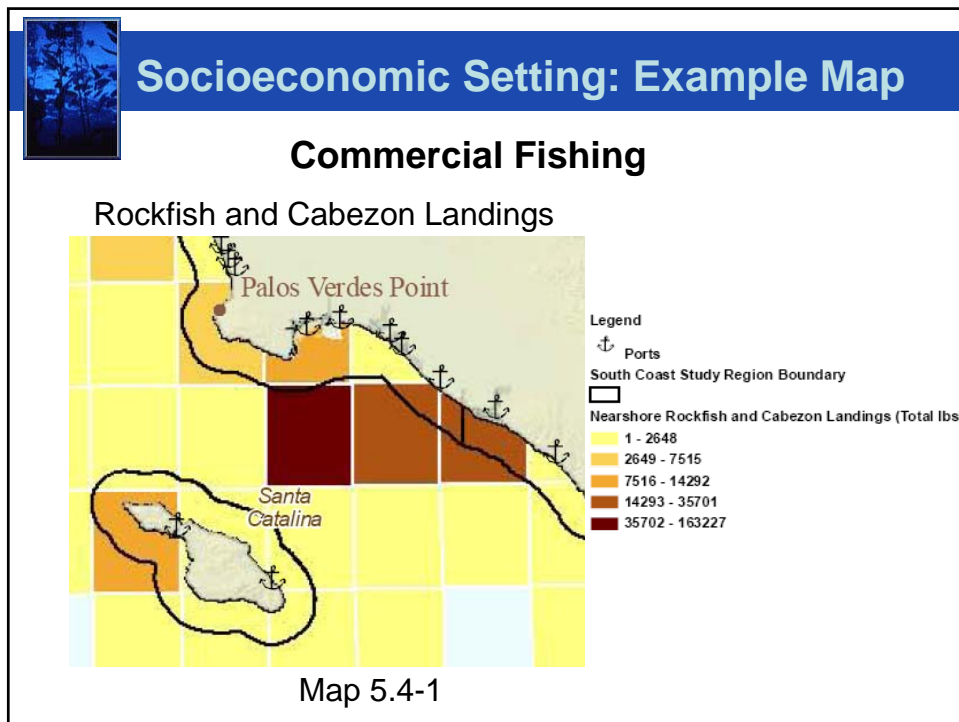 Socioeconomic Setting: Example Map
Commercial Fishing
Rockfish and Cabezon Landings
Palos Verdes Point
Santa
Catalina
Legend
Ports
South Coast Study Region Boundary
Nearshore Rockfish and Cabezon Landings (Total lbs
1 - 2648
2649 - 7515
7516 - 14292
14293 - 35701
35702 - 163227
Map 5.4-1